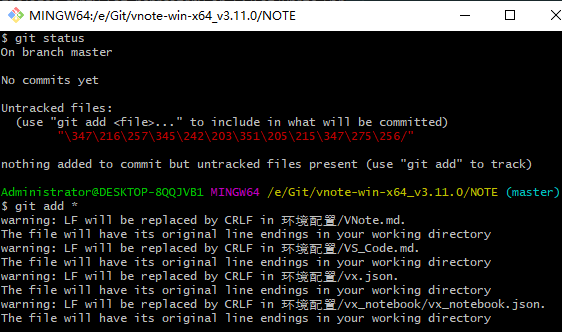 MINGW64:/e/Git/vnote-win-x64_v3.11.0/NOTE
$ git status
On branch master
No commits yet
Untracked files:
(use "git add <file>..." to include in what will be committed)
"\347\216\257\345\242\203\351\205\215\347\275\256/"
nothing added to commit but untracked files present (use "git add" to track)
Administrator@DESKTOP-8QQJVB1 MINGW64 /e/Git/vnote-win-x64_v3.11.0/NOTE (master)
$ git add *
warning: LF will be replaced by CRLF in 环境配置/VNote.md.
The file will have its original line endings in your working directory
warning: LF will be replaced by CRLF in 环境配置/VS_Code.md.
The file will have its original line endings in your working directory
warning: LF will be replaced by CRLF in 环境配置/vx.json.
The file will have its original line endings in your working directory
warning: LF will be replaced by CRLF in 环境配置/vx_notebook/vx_notebook.json.
The file will have its original line endings in your working directory